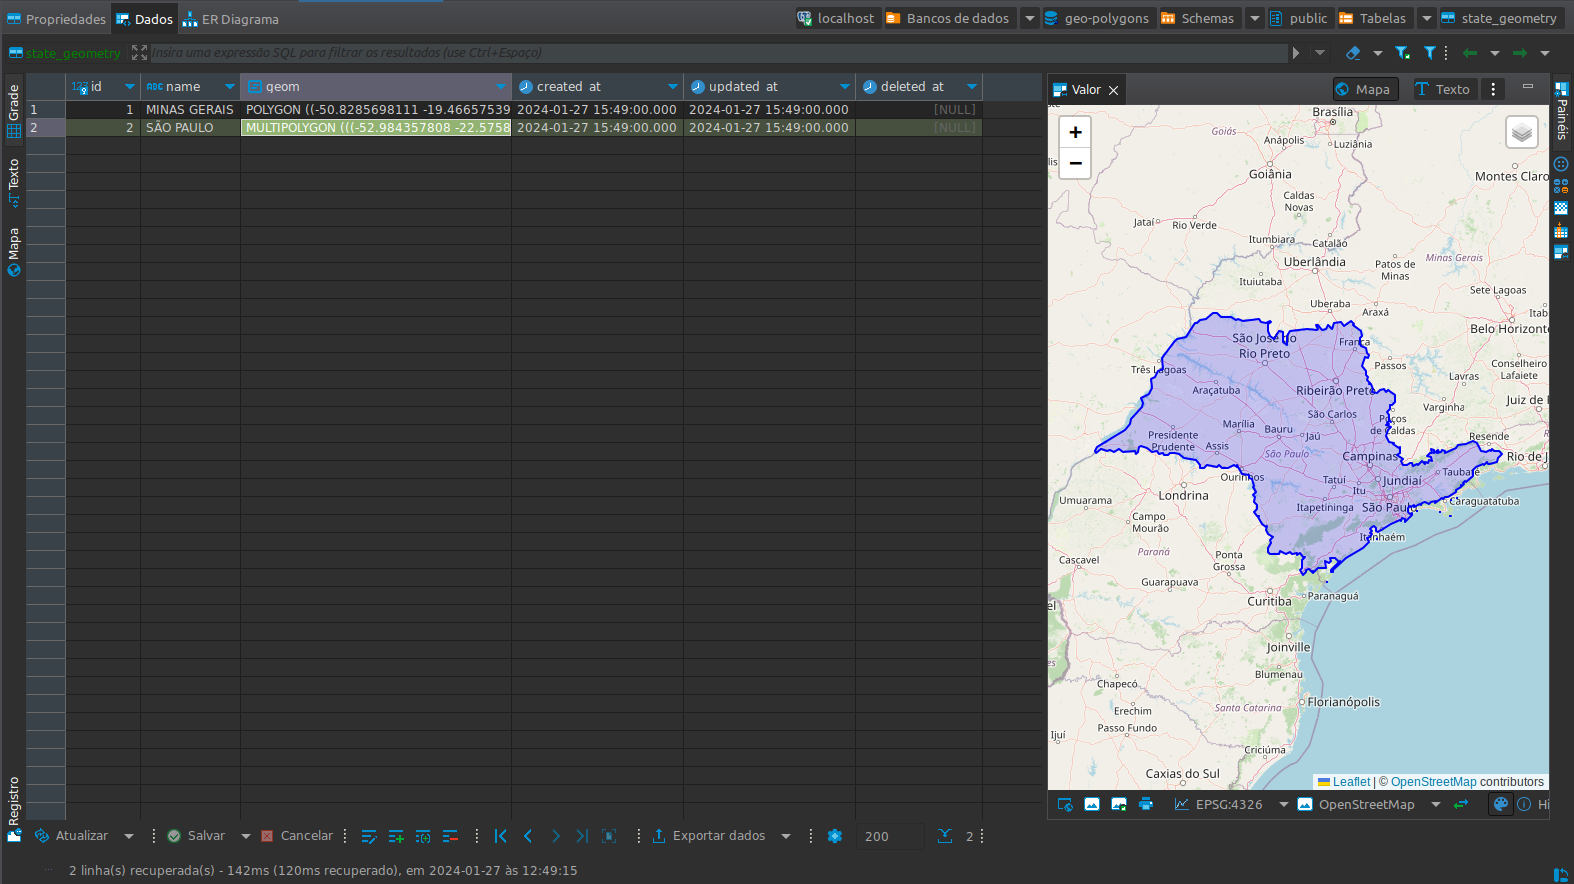 Propriedades Dados ER Diagrama localhost Bancos de dados geo-polygons Schemas public Tabelas state_geometry
state_geometry Insira uma expressão SQL para filtrar os resultados (use Ctrl+Espaço)
Grade
Texto
Mapa
Registro
123 id ABC name geom created_at updated_at deleted_at
1 1 MINAS GERAIS POLYGON ((-50.8285698111 -19.46657539 2024-01-27 15:49:00.000 2024-01-27 15:49:00.000 [NULL]
2 2 SÃO PAULO MULTIPOLYGON (((-52.984357808 -22.5758 2024-01-27 15:49:00.000 2024-01-27 15:49:00.000 [NULL]
Valor Mapa Texto
Painéis
+
−
Brasília
Goiás
Anápolis
Luziânia
Goiânia
Montes Claro
Caldas
Novas
Jataí
Rio Verde
Itumbiara
Catalão
Uberlândia
Patos de
Minas
Minas Gerais
Ituiutaba
Sete Lagoas
Uberaba
Araxá
Itab
Belo Horizont
São José do
Rio Preto
Franca
Passos
Conselheiro
Lafaiete
Três Lagoas
Lavras
Araçatuba
Ribeirão Preto
Juiz de F
Varginha
São Carlos
Poços
de Caldas
Marília
Bauru
Jaú
Presidente
Prudente
Assis
São Paulo
Campinas
Resende
Rio de J
Taubaté
Ourinhos
Tatuí
Jundiaí
Itu
Londrina
Umuarama
Itapetininga
São Paulo
Caraguatatuba
Campo
Mourão
Itanhaém
Paraná
Cascavel
Ponta
Grossa
Guarapuava
Curitiba
Paranaguá
el
Joinville
es
Blumenau
Chapecó
Florianópolis
Santa Catarina
Erechim
Passo Fundo
Ijuí
Criciúma
Caxias do Sul
Leaflet | © OpenStreetMap contributors
EPSG:4326 OpenStreetMap Hi
Atualizar Salvar Cancelar Exportar dados 200 2
2 linha(s) recuperada(s) - 142ms (120ms recuperado), em 2024-01-27 às 12:49:15